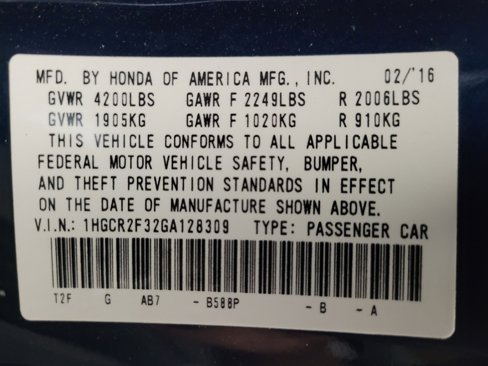 MFD. BY HONDA OF AMERICA MFG., INC. 02/'16
GVWR 4200LBS GAWR F 2249LBS R 2006LBS
GVWR 1905KG GAWR F 1020KG R 910KG
THIS VEHICLE CONFORMS TO ALL APPLICABLE
FEDERAL MOTOR VEHICLE SAFETY, BUMPER,
AND THEFT PREVENTION STANDARDS IN EFFECT
ON THE DATE OF MANUFACTURE SHOWN ABOVE.
V.I.N.: 1HGCR2F32GA128309 TYPE: PASSENGER CAR
T2F G AB7 - B588P - B - A